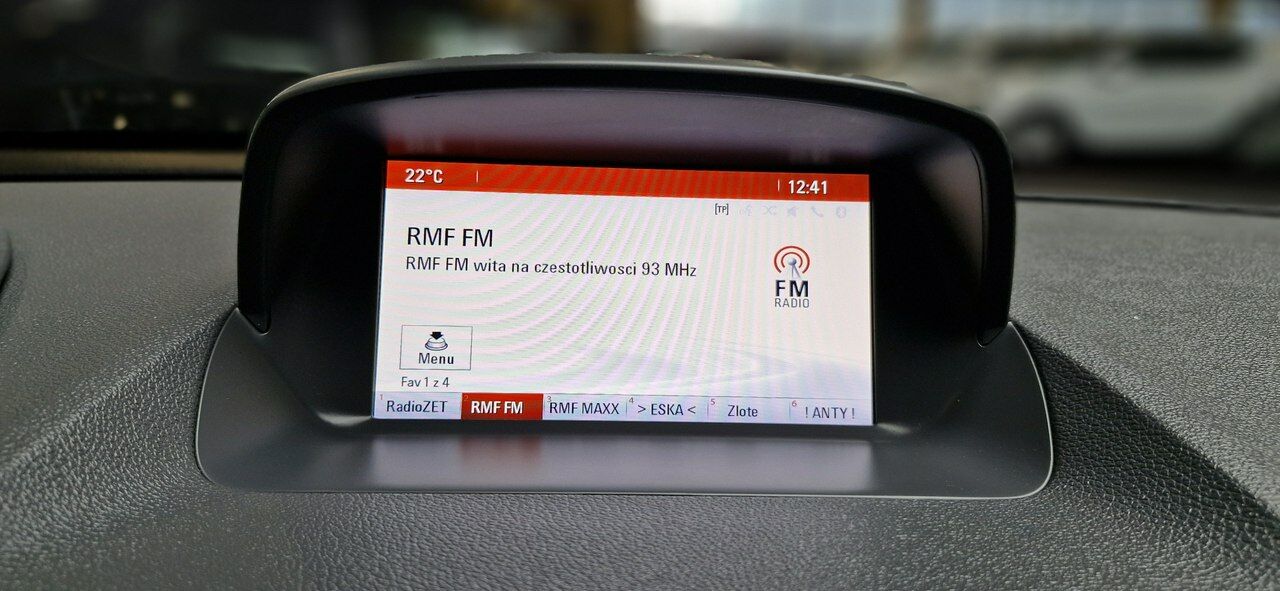 22°C 12:41
[TP]
RMF FM
RMF FM wita na czestotliwosci 93 MHz
FM
RADIO
Menu
Fav 1 z 4
1 RadioZET 2 RMF FM 3 RMF MAXX 4 > ESKA < 5 Zlote 6 ! ANTY !